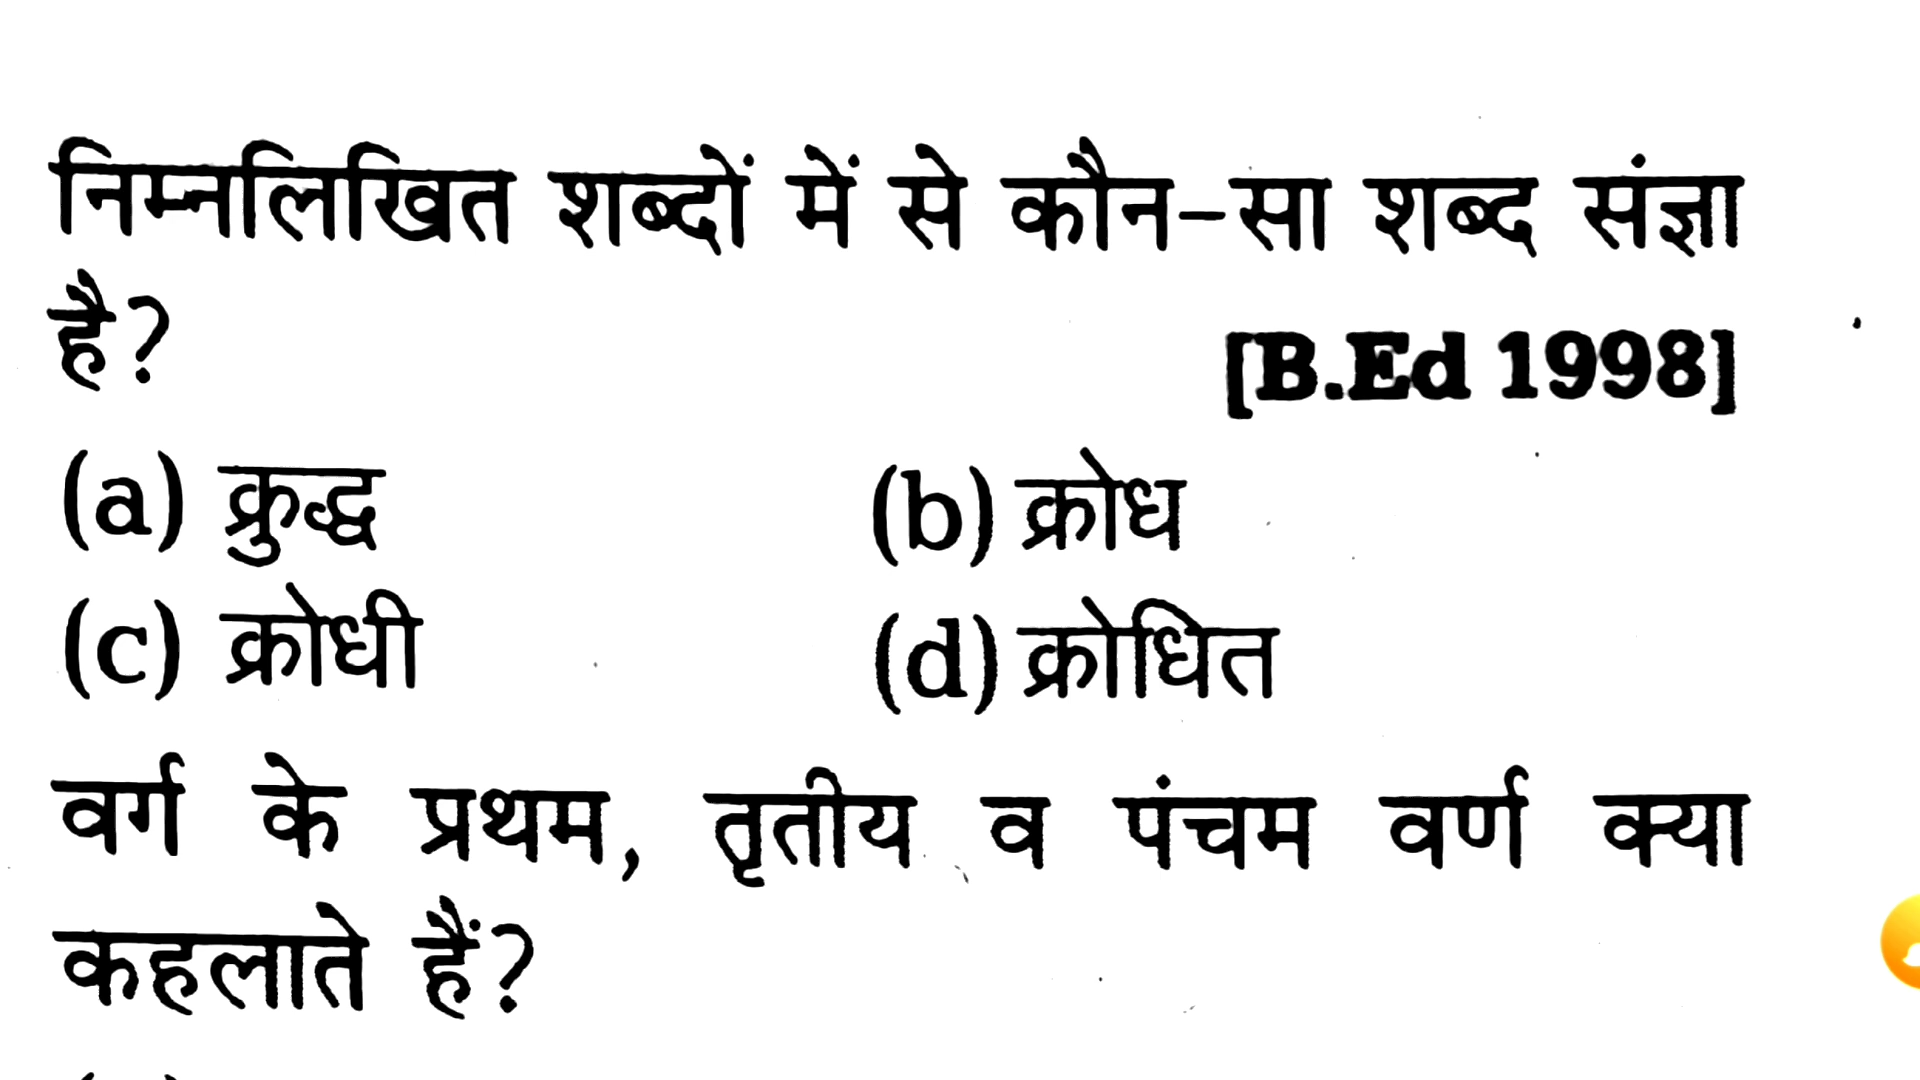 निम्नलिखित शब्दों में से कौन-सा शब्द संज्ञा
है? [B.Ed 1998]
(a) क्रुद्ध (b) क्रोध
(c) क्रोधी (d) क्रोधित
वर्ग के प्रथम, तृतीय व पंचम वर्ण क्या
कहलाते हैं?